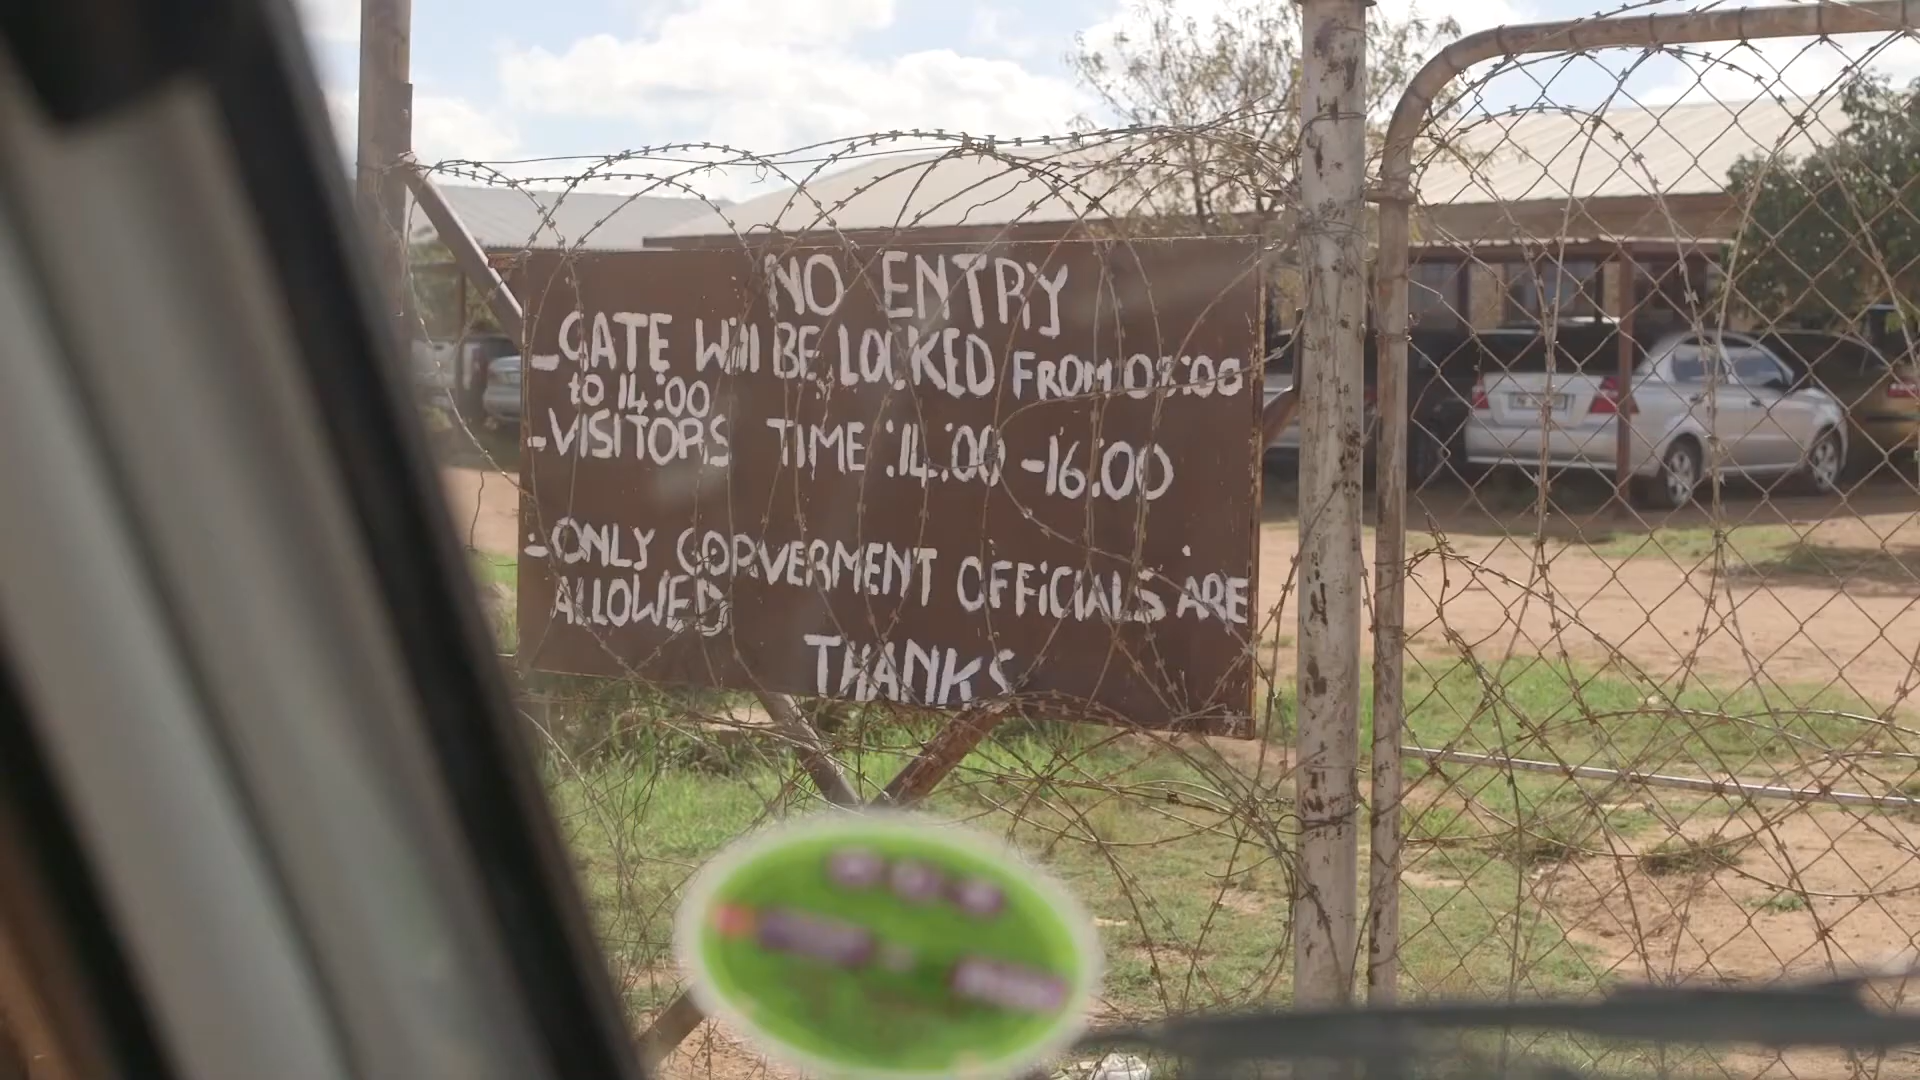 NO ENTRY
-GATE Will BE LOCKED FROM 08:00
to 14:00
-VISITORS TIME :14:00 -16:00
-ONLY GORVERMENT OFFiCIALS ARE
ALLOWED
THANKS